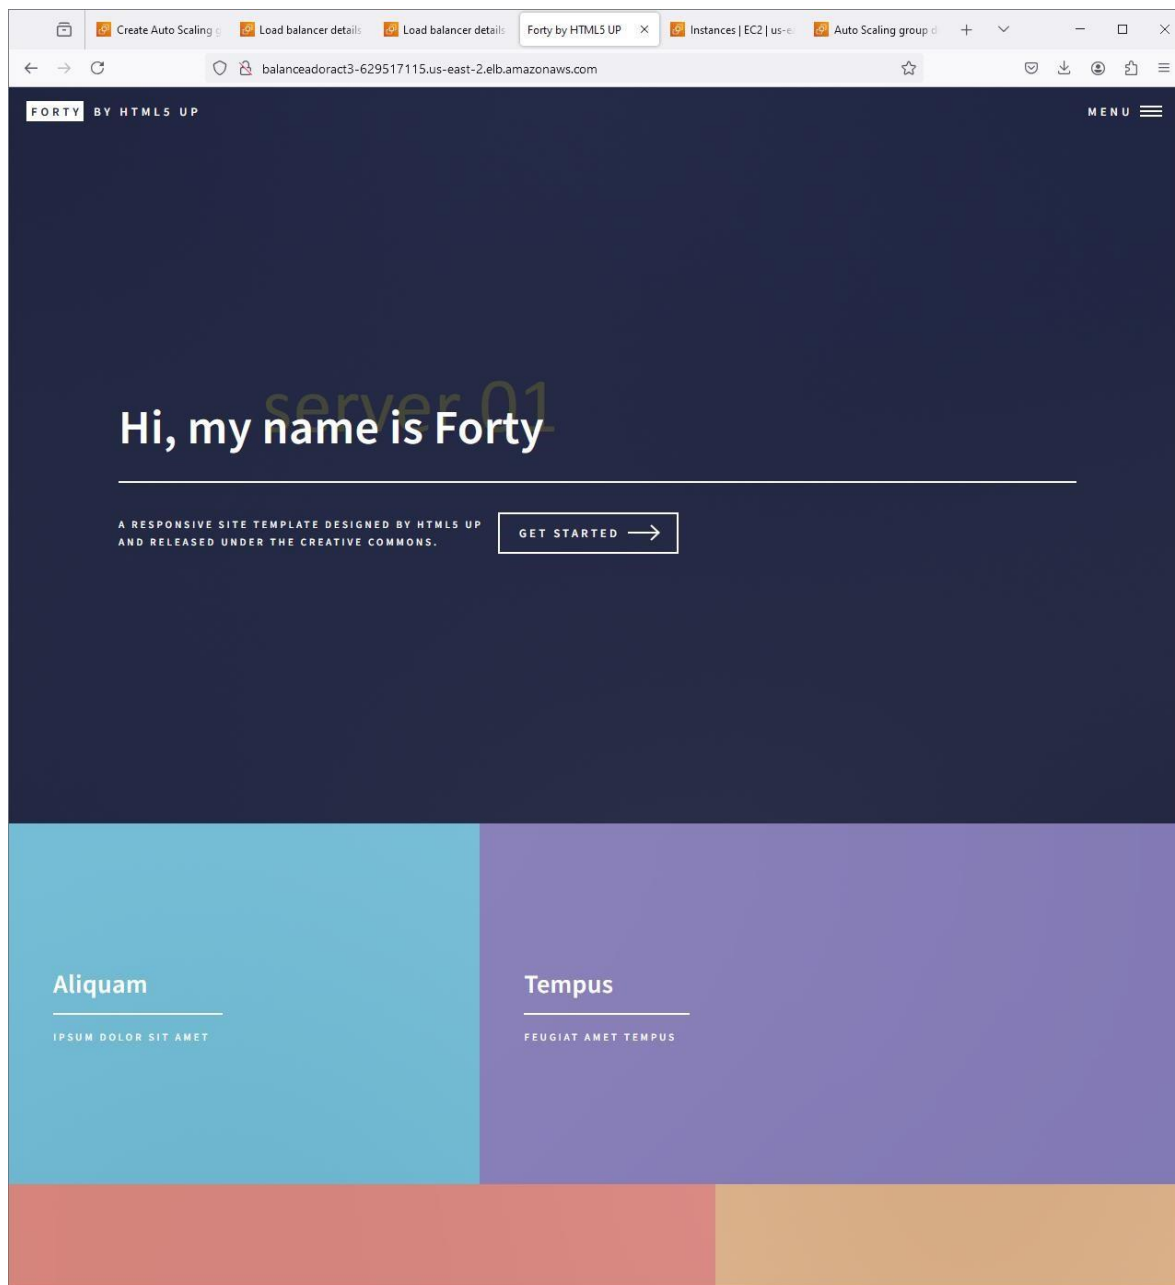 Create Auto Scaling g
Load balancer details
Load balancer details
Forty by HTML5 UP
Instances | EC2 | us-e
Auto Scaling group d
balanceadoract3-629517115.us-east-2.elb.amazonaws.com
FORTY BY HTML5 UP
MENU
server 01
Hi, my name is Forty
A RESPONSIVE SITE TEMPLATE DESIGNED BY HTML5 UP
AND RELEASED UNDER THE CREATIVE COMMONS.
GET STARTED
Aliquam
IPSUM DOLOR SIT AMET
Tempus
FEUGIAT AMET TEMPUS